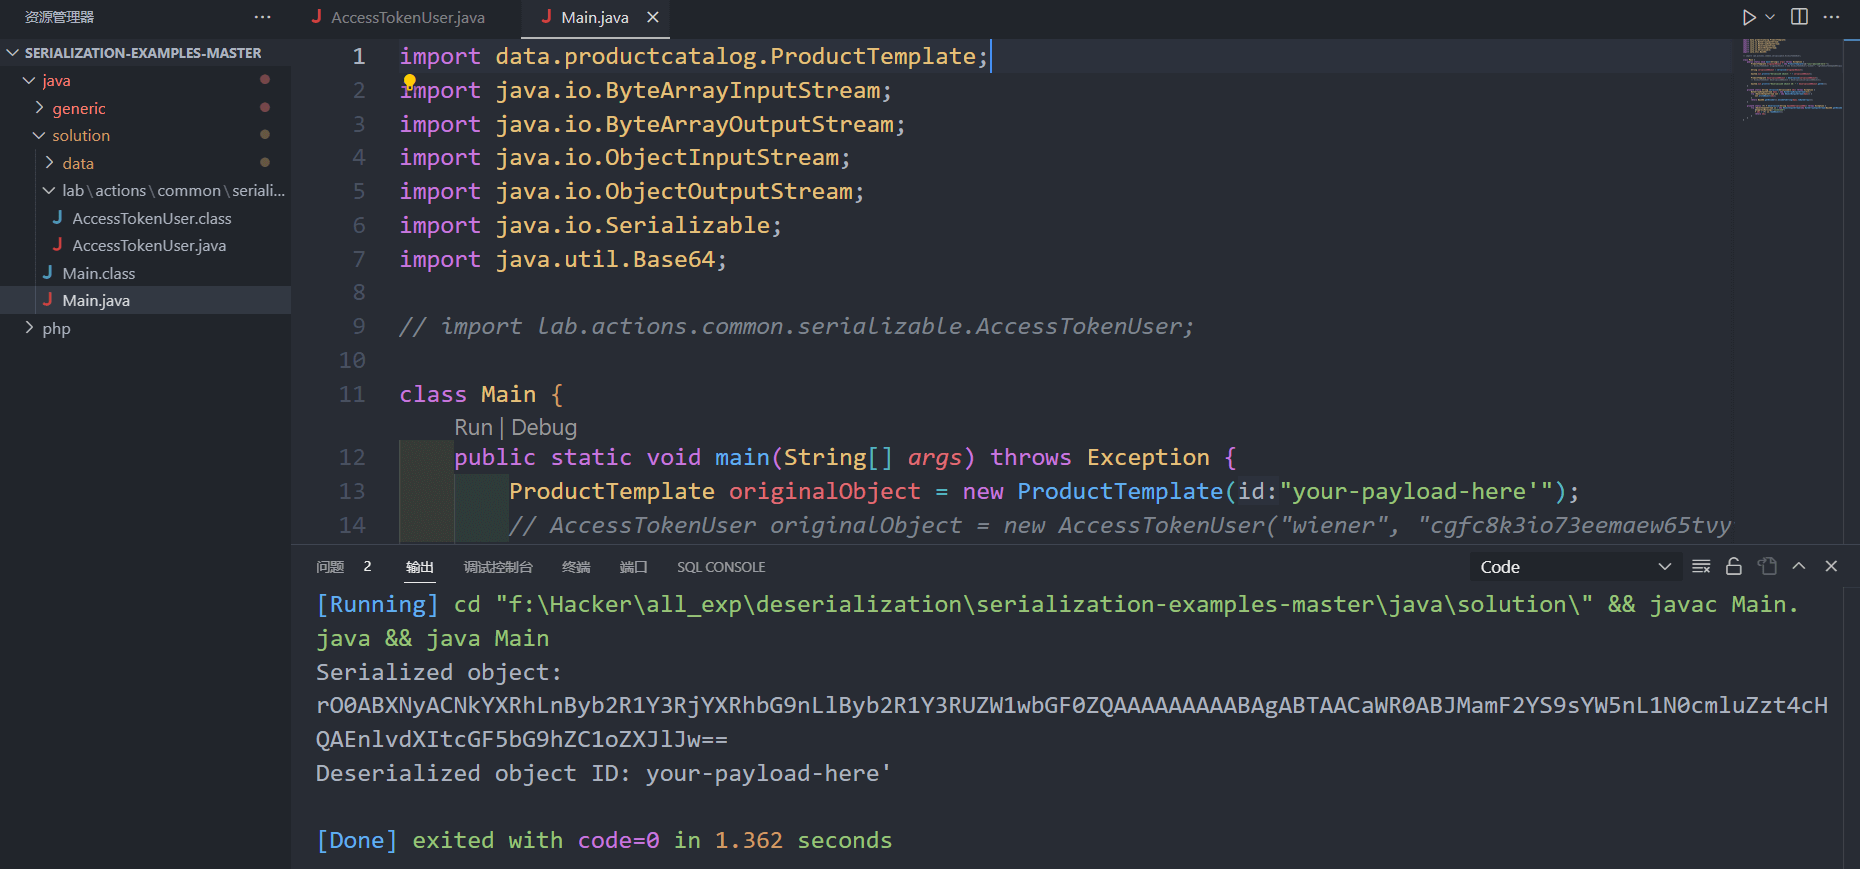 资源管理器
SERIALIZATION-EXAMPLES-MASTER
java
generic
solution
data
lab\actions\common\seriali...
AccessTokenUser.class
AccessTokenUser.java
Main.class
Main.java
php
AccessTokenUser.java
Main.java
1 import data.productcatalog.ProductTemplate;
2 import java.io.ByteArrayInputStream;
3 import java.io.ByteArrayOutputStream;
4 import java.io.ObjectInputStream;
5 import java.io.ObjectOutputStream;
6 import java.io.Serializable;
7 import java.util.Base64;
8
9 // import lab.actions.common.serializable.AccessTokenUser;
10
11 class Main {
Run | Debug
12 public static void main(String[] args) throws Exception {
13 ProductTemplate originalObject = new ProductTemplate(id:"your-payload-here'");
14 // AccessTokenUser originalObject = new AccessTokenUser("wiener", "cgfc8k3io73eemaew65tvy
问题 2 输出 调试控制台 终端 端口 SQL CONSOLE
Code
[Running] cd "f:\Hacker\all_exp\deserialization\serialization-examples-master\java\solution\" && javac Main.
java && java Main
Serialized object:
rO0ABXNyACNkYXRhLnByb2R1Y3RjYXRhbG9nLlByb2R1Y3RUZW1wbGF0ZQAAAAAAAAABAgABTAACaWR0ABJMamF2YS9sYW5nL1N0cmluZzt4cH
QAEnlvdXItcGF5bG9hZC1oZXJlJw==
Deserialized object ID: your-payload-here'
[Done] exited with code=0 in 1.362 seconds